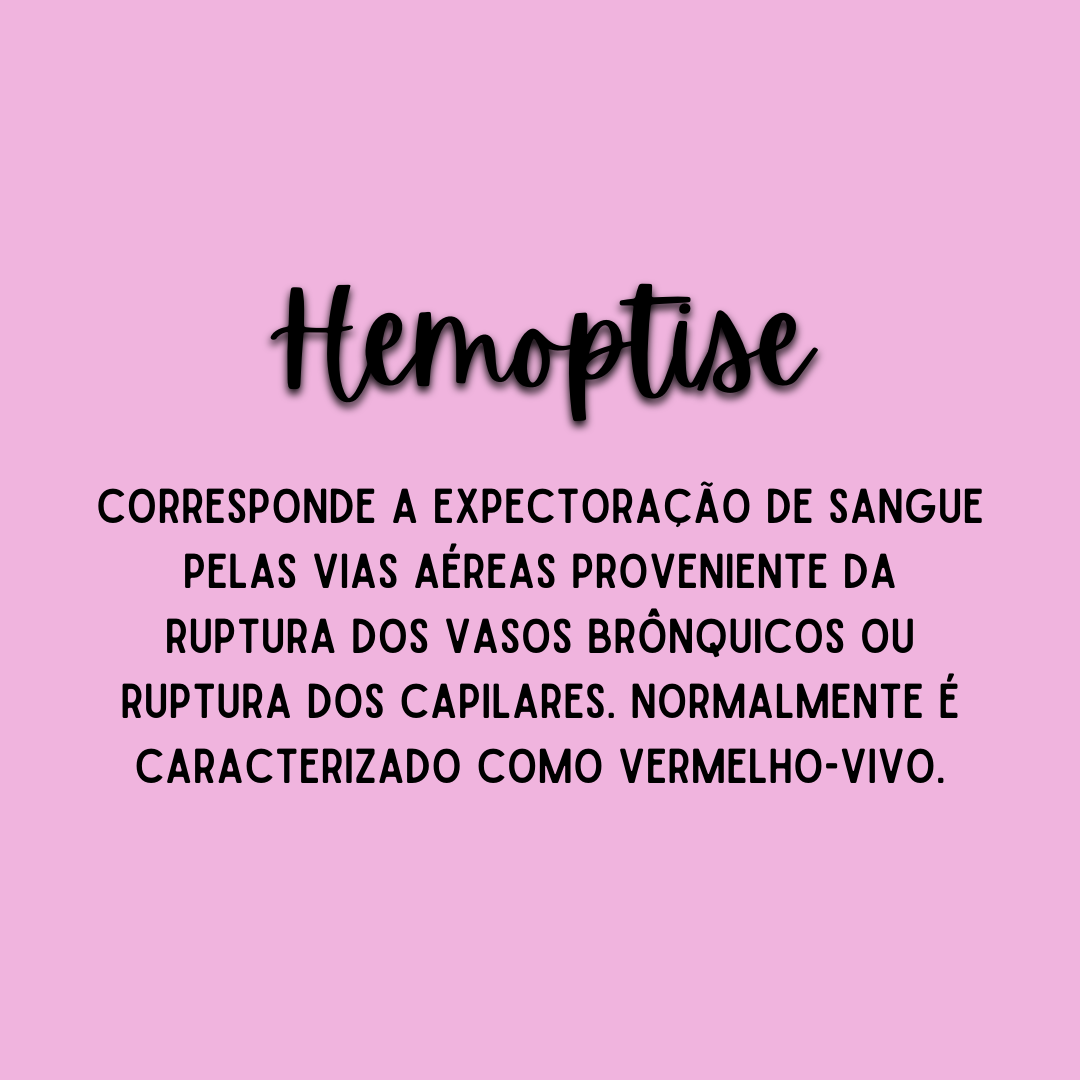 Hemoptise
CORRESPONDE A EXPECTORAÇÃO DE SANGUE
PELAS VIAS AÉREAS PROVENIENTE DA
RUPTURA DOS VASOS BRÔNQUICOS OU
RUPTURA DOS CAPILARES. NORMALMENTE É
CARACTERIZADO COMO VERMELHO-VIVO.